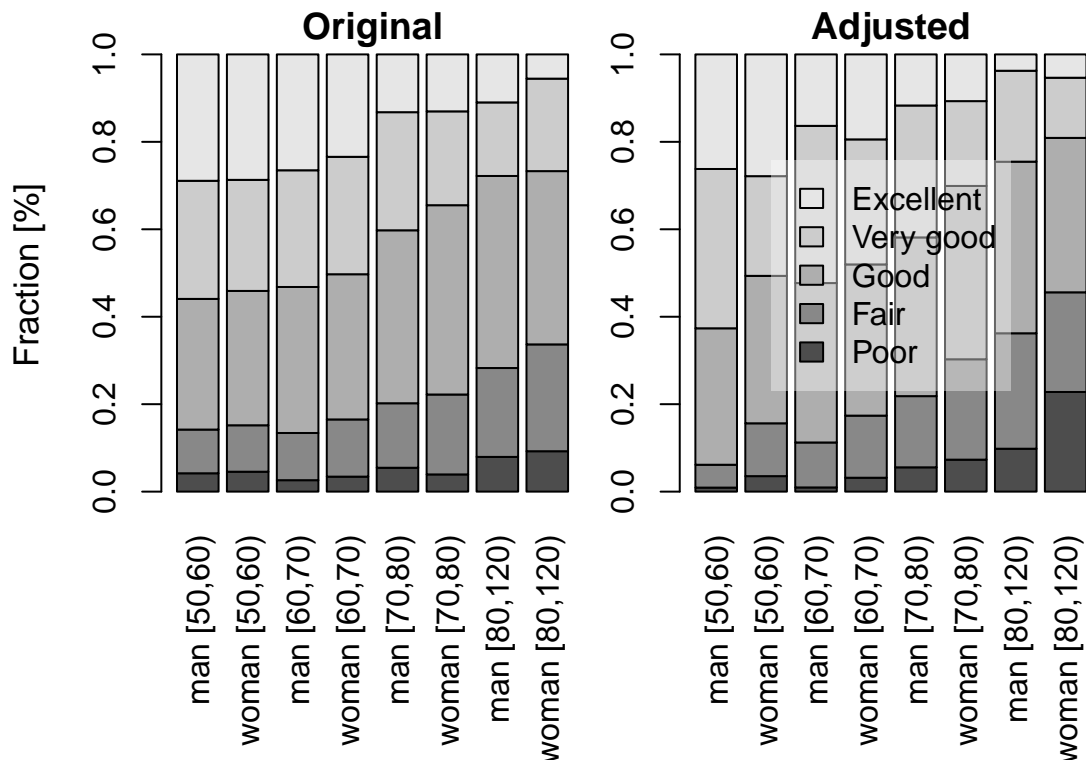 Original
Adjusted
Fraction [%]
1.0
0.8
0.6
0.4
0.2
0.0
man [50,60)
woman [50,60)
man [60,70)
woman [60,70)
man [70,80)
woman [70,80)
man [80,120)
woman [80,120)
1.0
0.8
0.6
0.4
0.2
0.0
Excellent
Very good
Good
Fair
Poor
man [50,60)
woman [50,60)
man [60,70)
woman [60,70)
man [70,80)
woman [70,80)
man [80,120)
woman [80,120)